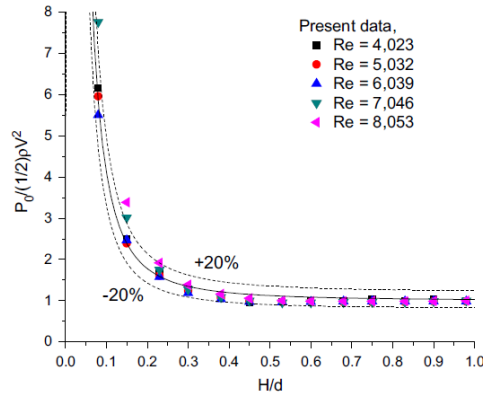 Present data,
Re = 4,023
Re = 5,032
Re = 6,039
Re = 7,046
Re = 8,053
+20%
-20%
P₀/(1/2)ρV²
8
7
6
5
4
3
2
1
0
0.0 0.1 0.2 0.3 0.4 0.5 0.6 0.7 0.8 0.9 1.0
H/d